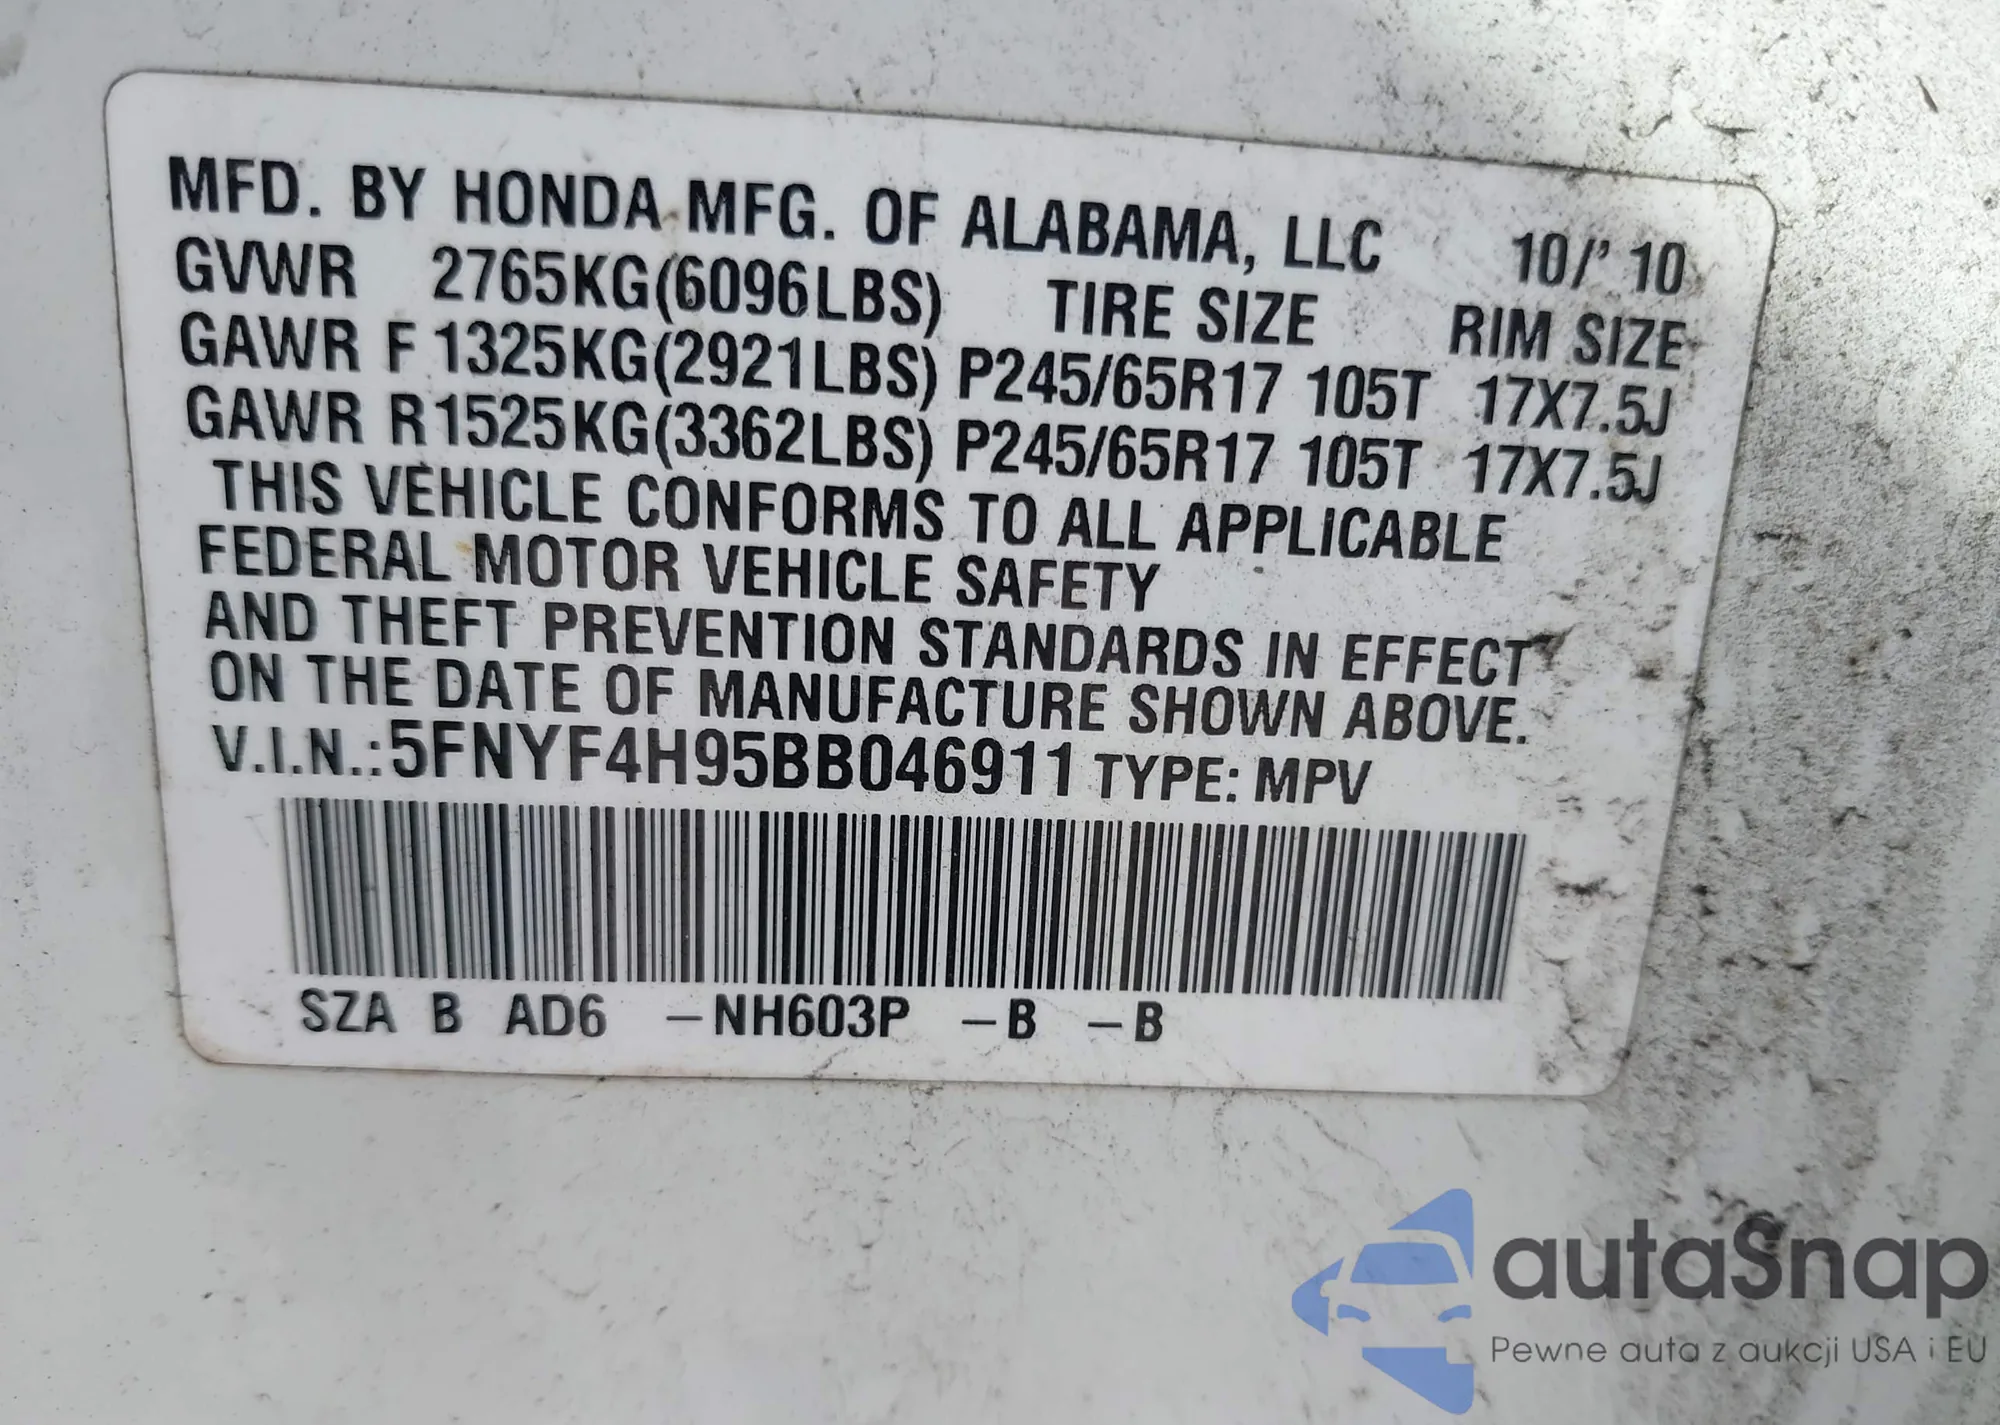 MFD. BY HONDA MFG. OF ALABAMA, LLC 10/' 10
GVWR 2765KG(6096LBS) TIRE SIZE RIM SIZE
GAWR F 1325KG(2921LBS) P245/65R17 105T 17X7.5J
GAWR R1525KG(3362LBS) P245/65R17 105T 17X7.5J
THIS VEHICLE CONFORMS TO ALL APPLICABLE
FEDERAL MOTOR VEHICLE SAFETY
AND THEFT PREVENTION STANDARDS IN EFFECT
ON THE DATE OF MANUFACTURE SHOWN ABOVE.
V.I.N.:5FNYF4H95BB046911 TYPE: MPV
SZA B AD6 –NH603P –B –B
autaSnap
Pewne auta z aukcji USA i EU